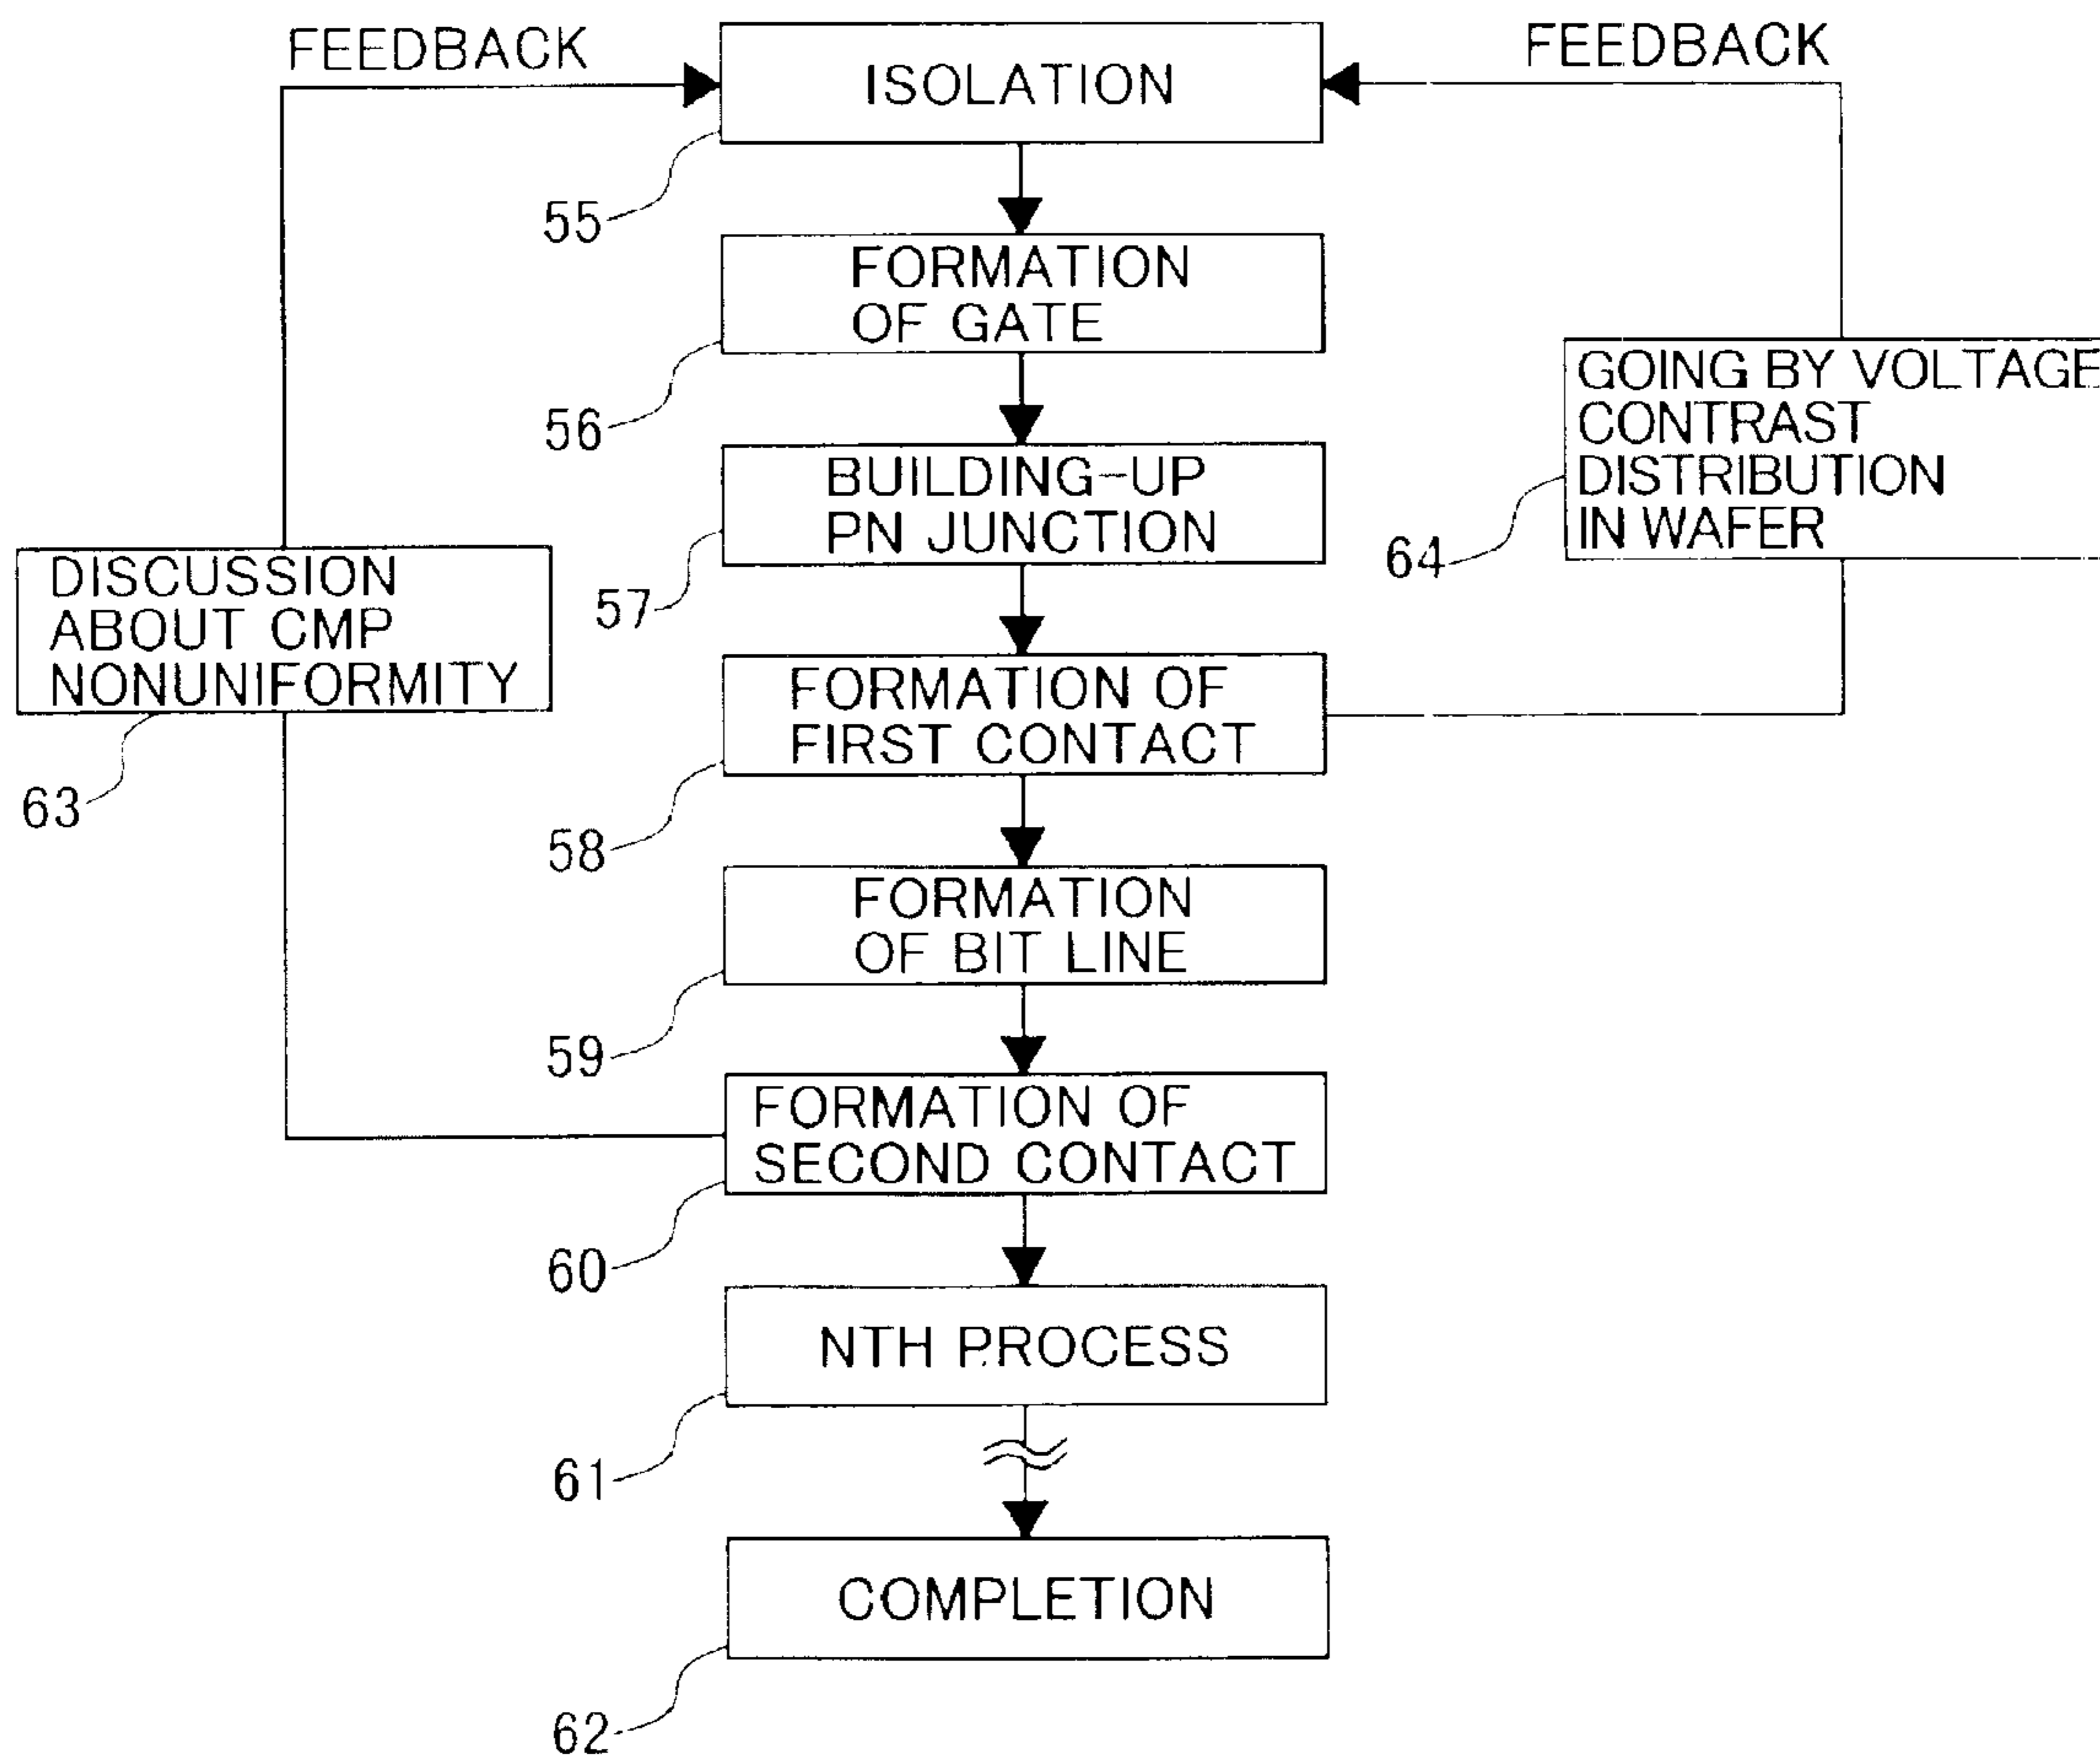 FEEDBACK
ISOLATION
FEEDBACK
55
FORMATION
OF GATE
56
BUILDING-UP
PN JUNCTION
57
GOING BY VOLTAGE
CONTRAST
DISTRIBUTION
IN WAFER
64
DISCUSSION
ABOUT CMP
NONUNIFORMITY
63
FORMATION OF
FIRST CONTACT
58
FORMATION
OF BIT LINE
59
FORMATION OF
SECOND CONTACT
60
NTH PROCESS
61
COMPLETION
62